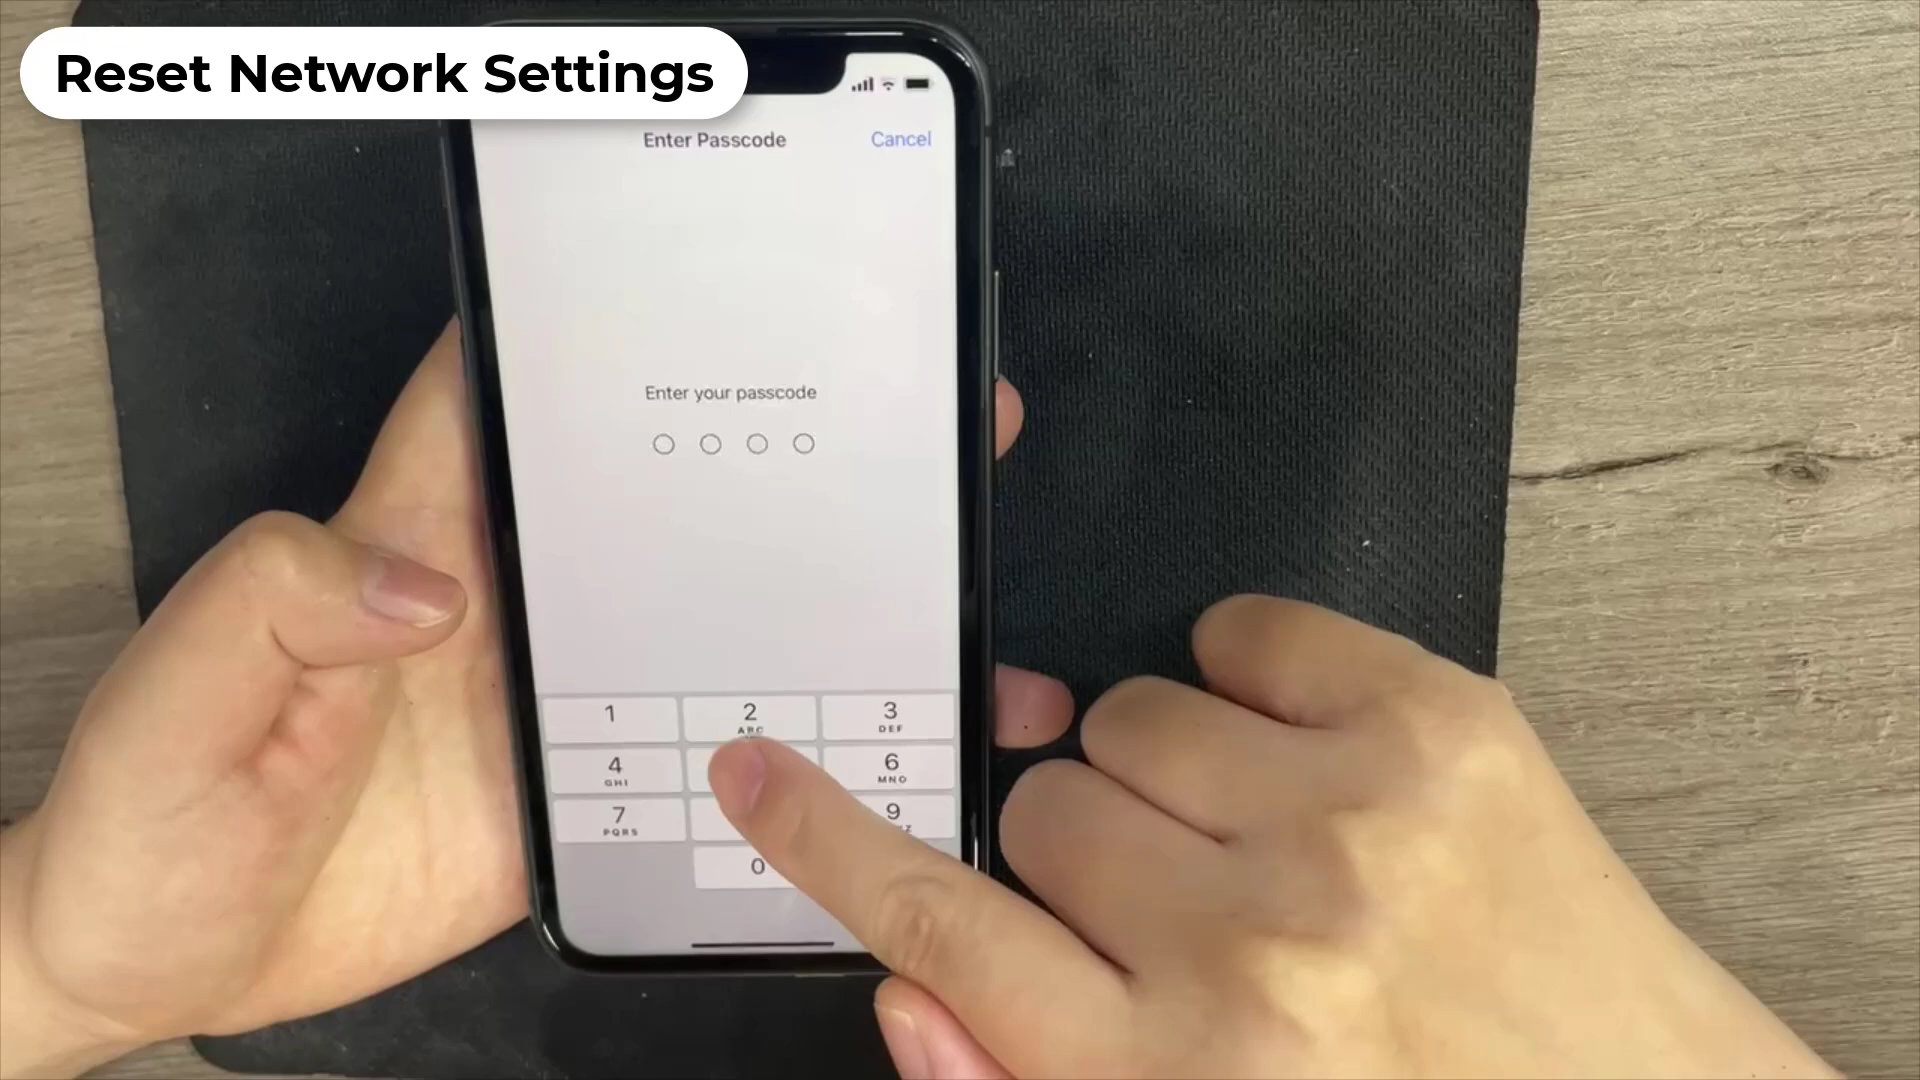 Reset Network Settings
Enter Passcode
Cancel
Enter your passcode
1
2
3
ABC
DEF
4
6
GHI
MNO
7
9
PQRS
0